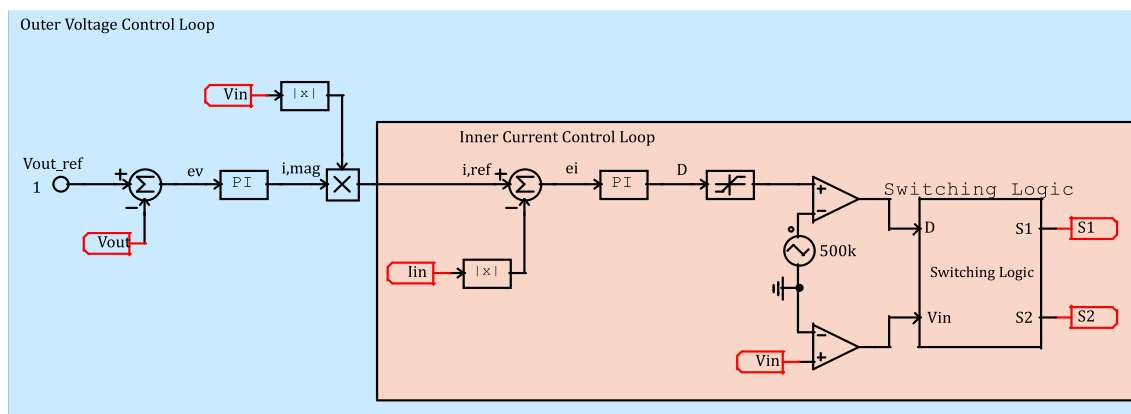 Outer Voltage Control Loop
Vin
|x|
Inner Current Control Loop
Vout_ref
1
+
Σ
−
ev
PI
i,mag
×
i,ref
+
Σ
−
ei
PI
D
+
−
Switching Logic
Vout
D
S1
S1
500k
Iin
|x|
Switching Logic
Vin
S2
S2
−
+
Vin